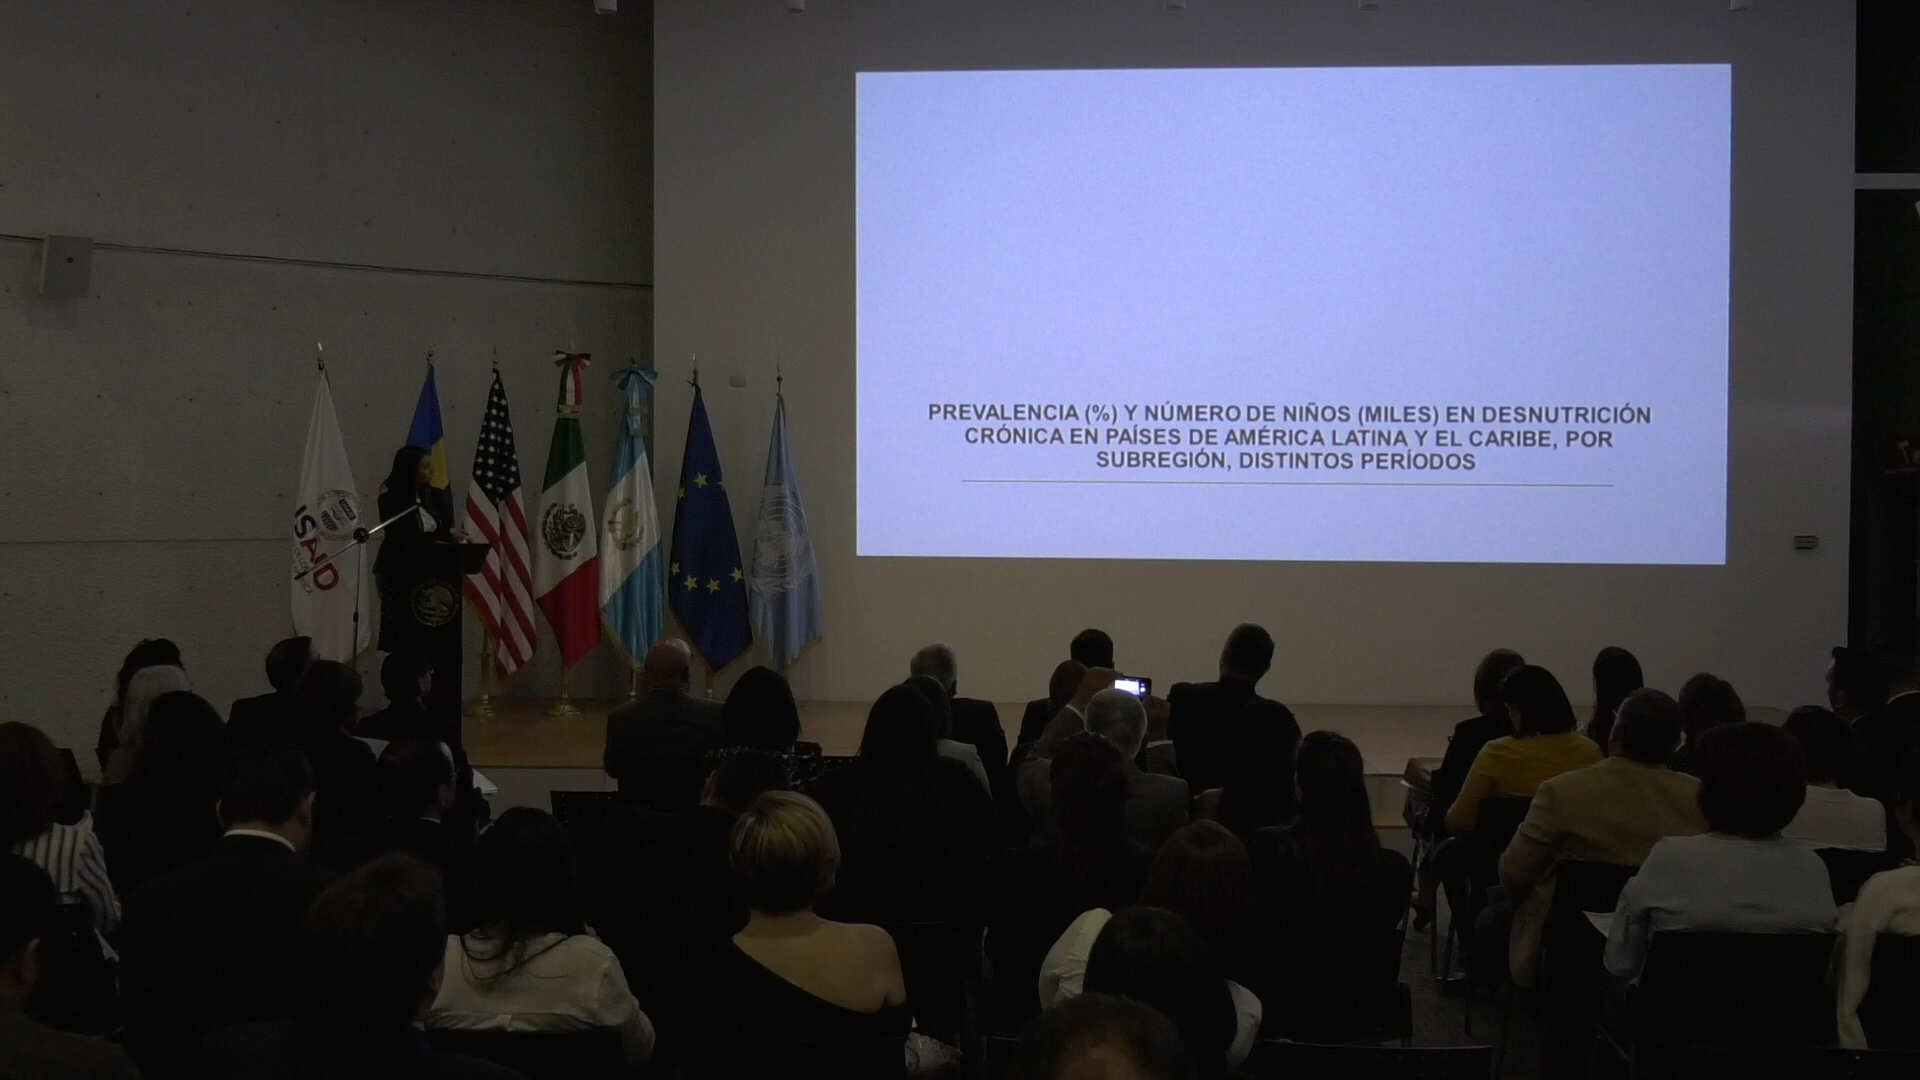 PREVALENCIA (%) Y NÚMERO DE NIÑOS (MILES) EN DESNUTRICIÓN
CRÓNICA EN PAÍSES DE AMÉRICA LATINA Y EL CARIBE, POR
SUBREGIÓN, DISTINTOS PERÍODOS